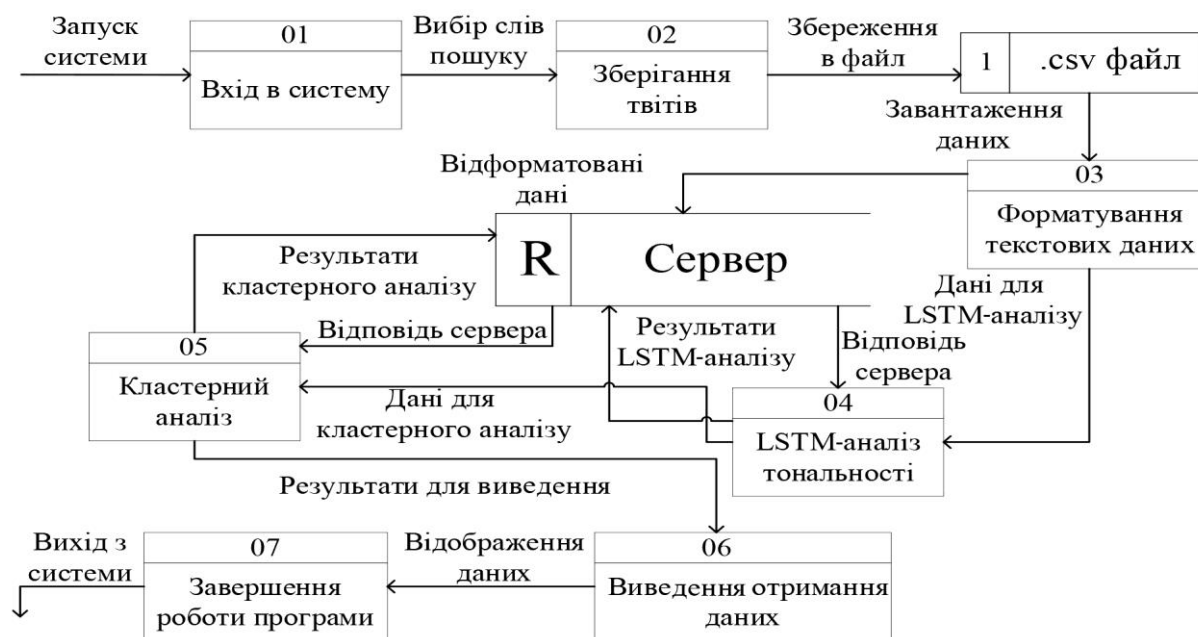 Запуск
системи
01
Вхід в систему
Вибір слів
пошуку
02
Зберігання
твітів
Збереження
в файл
1
.csv файл
Завантаження
даних
03
Форматування
текстових даних
Відформатовані
дані
R
Сервер
Результати
кластерного аналізу
Відповідь сервера
Результати
LSTM-аналізу
Відповідь
сервера
Дані для
LSTM-аналізу
05
Кластерний
аналіз
Дані для
кластерного аналізу
04
LSTM-аналіз
тональності
Результати для виведення
Вихід з
системи
07
Завершення
роботи програми
Відображення
даних
06
Виведення отримання
даних